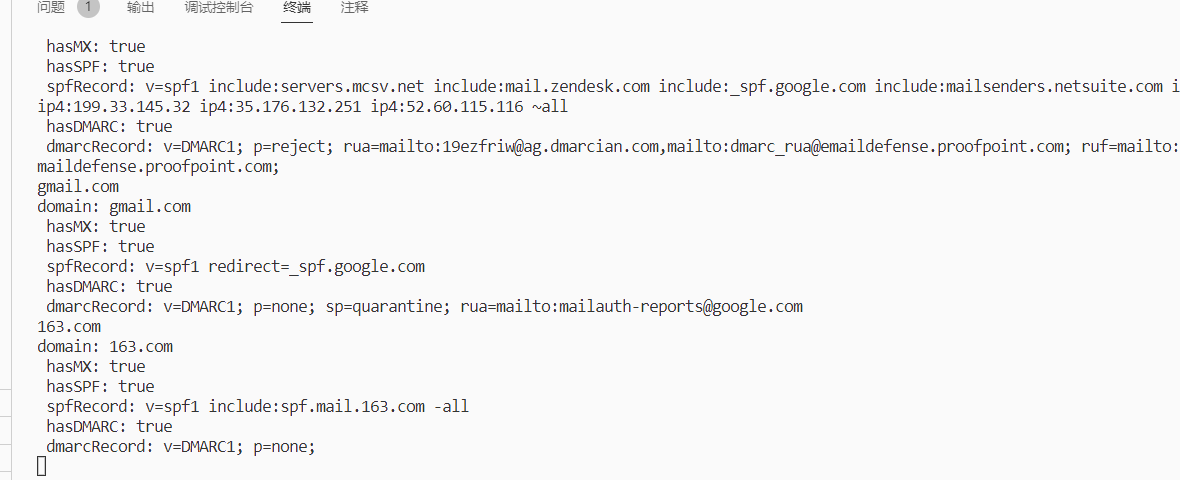 问题 1 输出 调试控制台 终端 注释
hasMX: true
hasSPF: true
spfRecord: v=spf1 include:servers.mcsv.net include:mail.zendesk.com include:_spf.google.com include:mailsenders.netsuite.com i
ip4:199.33.145.32 ip4:35.176.132.251 ip4:52.60.115.116 ~all
hasDMARC: true
dmarcRecord: v=DMARC1; p=reject; rua=mailto:19ezfriw@ag.dmarcian.com,mailto:dmarc_rua@emaildefense.proofpoint.com; ruf=mailto:
maildefense.proofpoint.com;
gmail.com
domain: gmail.com
hasMX: true
hasSPF: true
spfRecord: v=spf1 redirect=_spf.google.com
hasDMARC: true
dmarcRecord: v=DMARC1; p=none; sp=quarantine; rua=mailto:mailauth-reports@google.com
163.com
domain: 163.com
hasMX: true
hasSPF: true
spfRecord: v=spf1 include:spf.mail.163.com -all
hasDMARC: true
dmarcRecord: v=DMARC1; p=none;